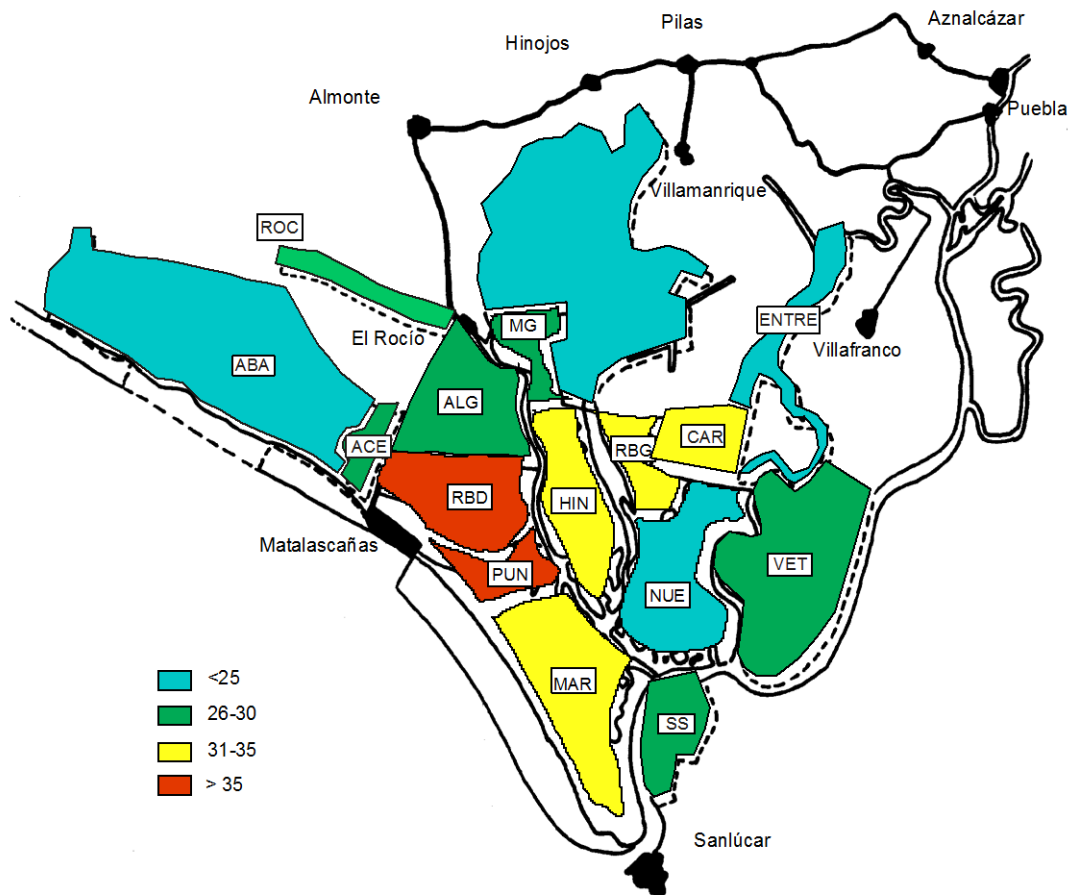 Aznalcázar
Pilas
Hinojos
Almonte
Puebla
Villamanrique
ROC
MG
ENTRE
El Rocío
Villafranco
ABA
ALG
ACE
CAR
RBG
RBD
HIN
Matalascañas
VET
PUN
NUE
<25
MAR
26-30
SS
31-35
> 35
Sanlúcar